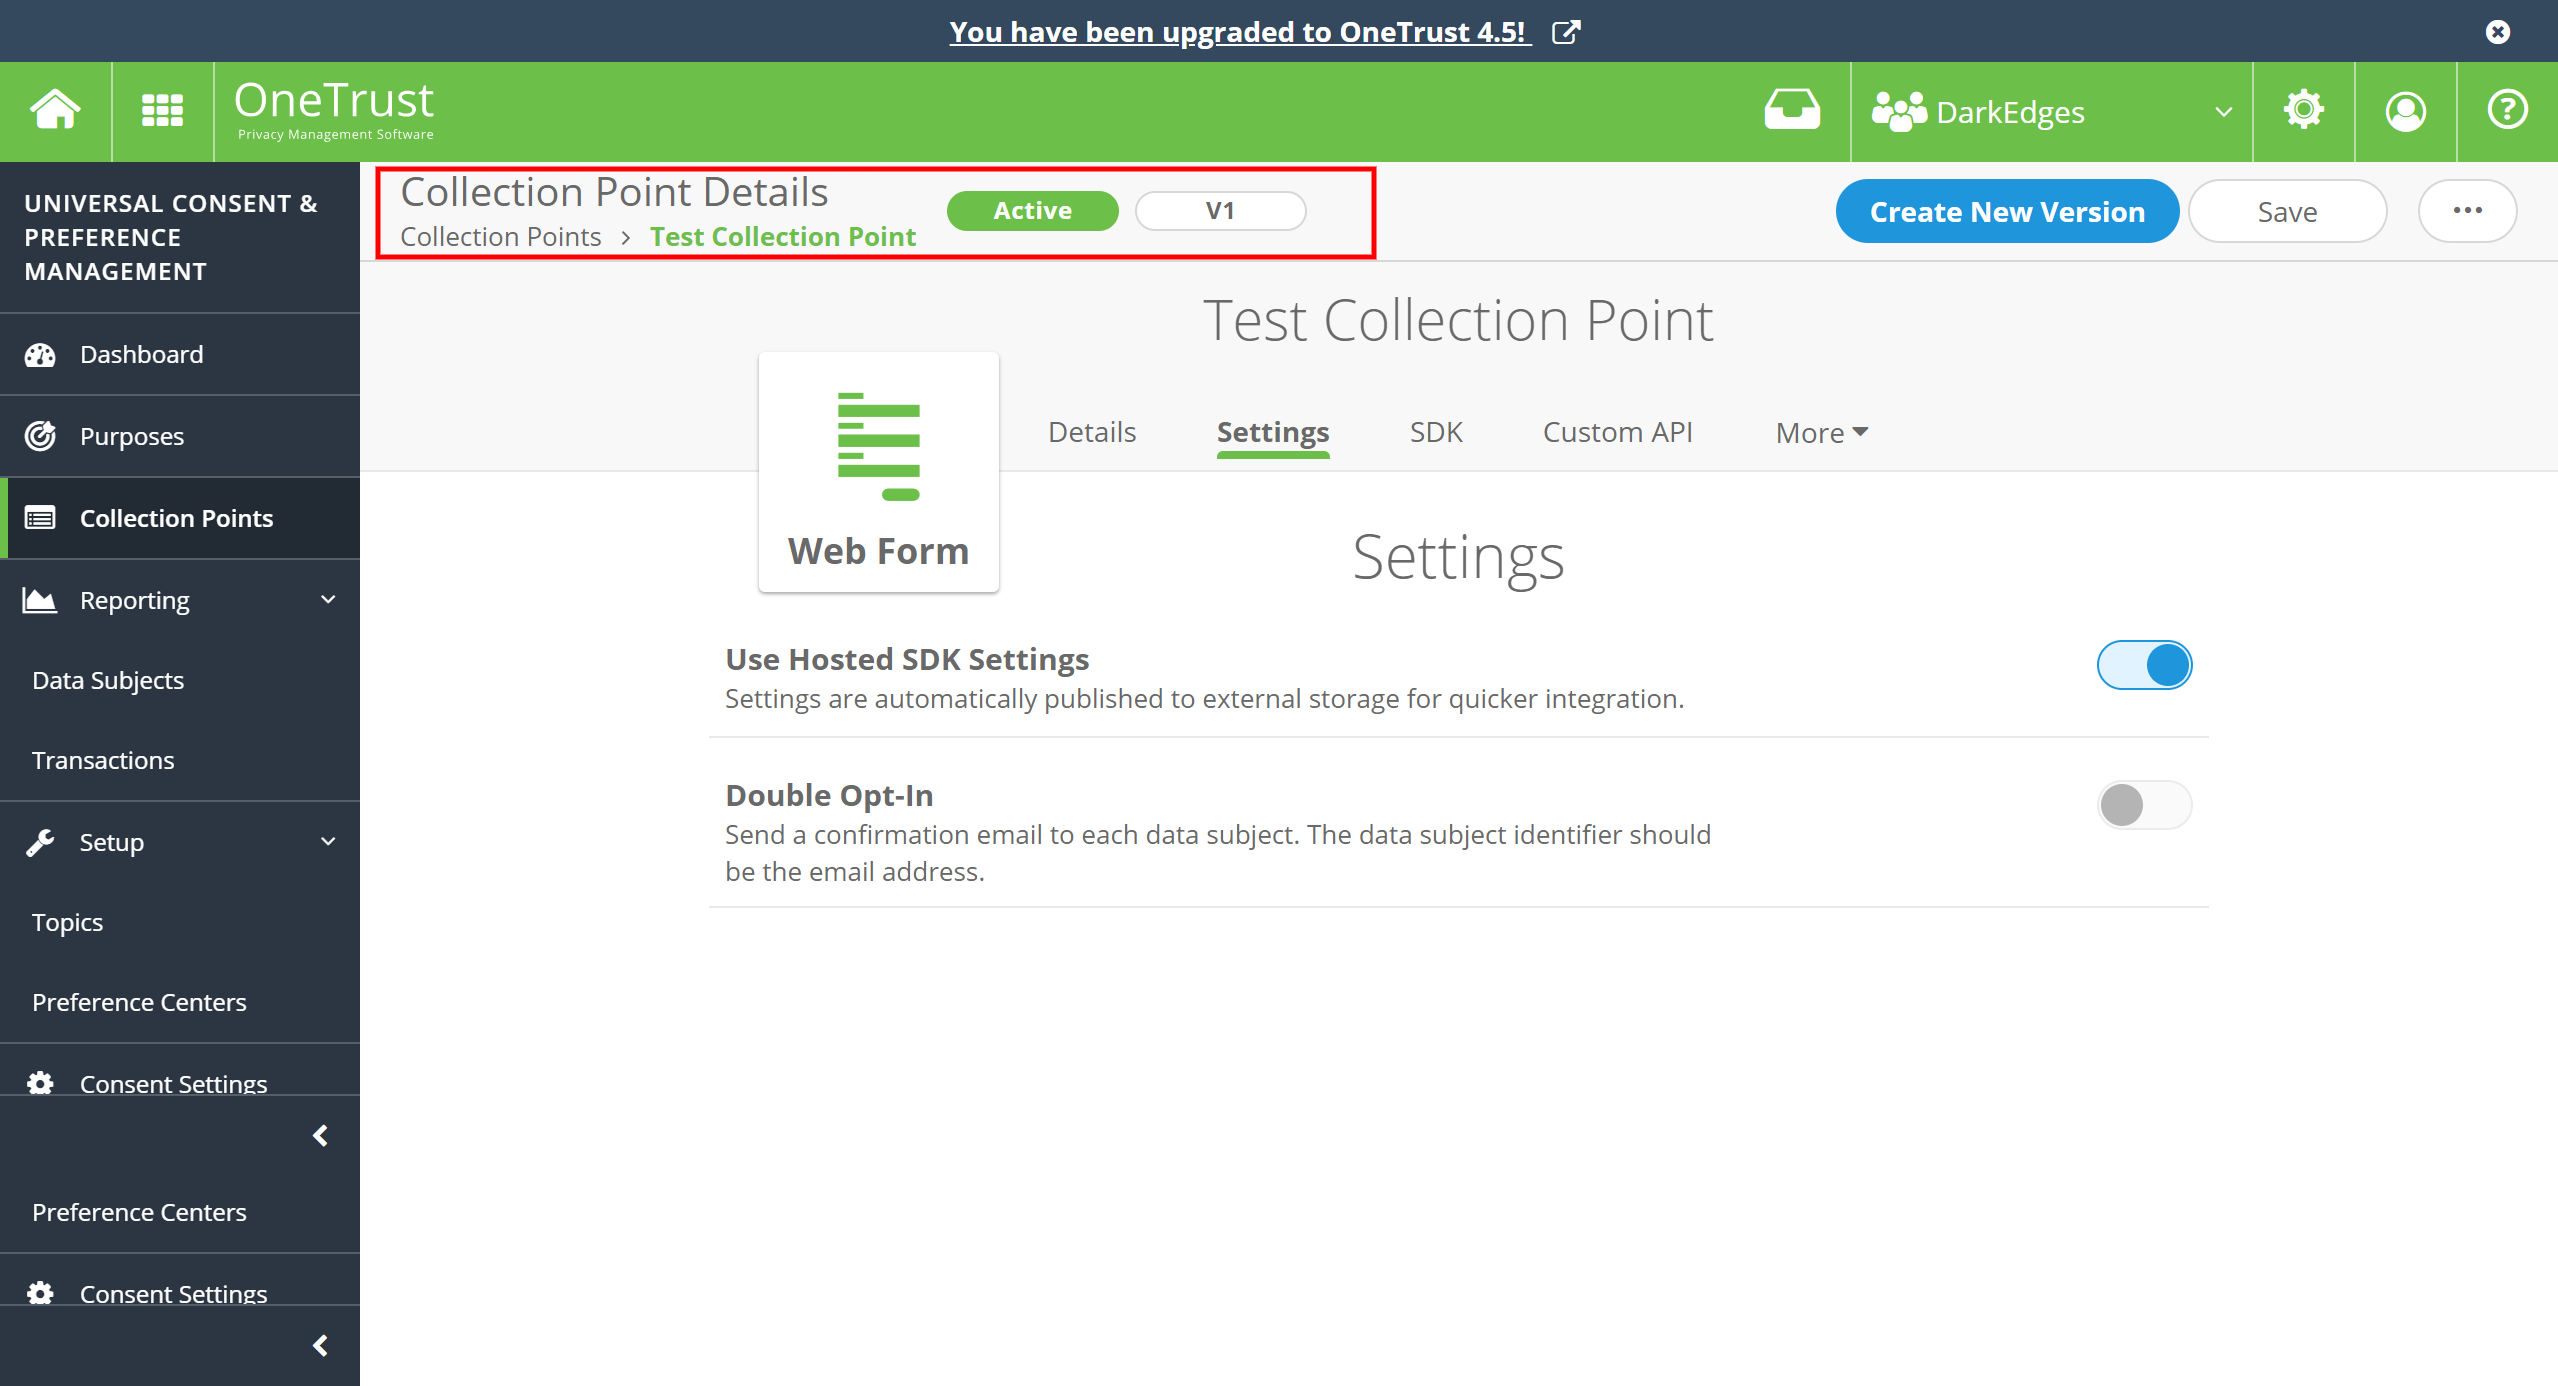 You have been upgraded to OneTrust 4.5!
OneTrust
Privacy Management Software
DarkEdges
UNIVERSAL CONSENT &
PREFERENCE
MANAGEMENT
Dashboard
Purposes
Collection Points
Reporting
Data Subjects
Transactions
Setup
Topics
Preference Centers
Consent Settings
Preference Centers
Consent Settings
Collection Point Details
Collection Points > Test Collection Point
Active
V1
Create New Version
Save
Test Collection Point
Web Form
Details
Settings
SDK
Custom API
More
Settings
Use Hosted SDK Settings
Settings are automatically published to external storage for quicker integration.
Double Opt-In
Send a confirmation email to each data subject. The data subject identifier should
be the email address.